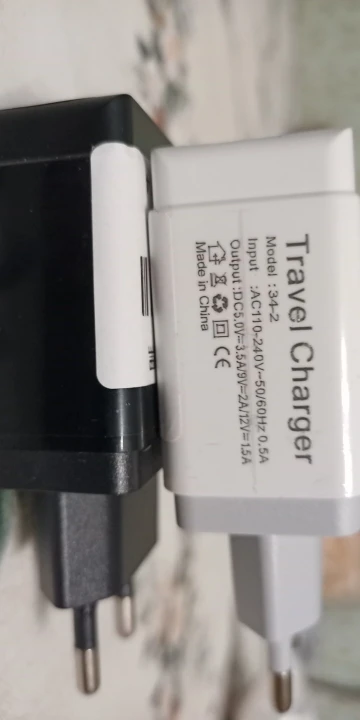 Travel Charger
Model :34-2
Input :AC110-240V~50/60Hz 0.5A
Output:DC5.0V=3.5A/9V=2A/12V=1.5A
CE
Made in China